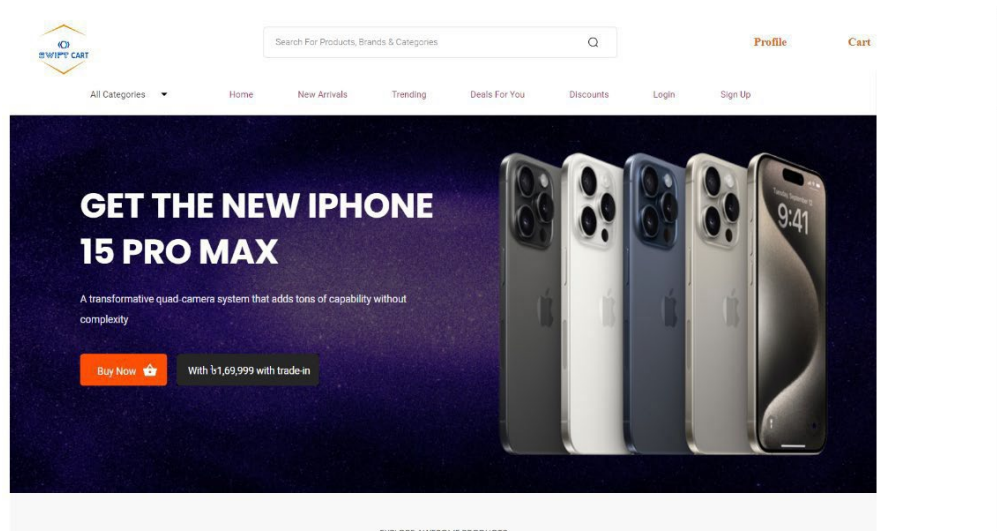 SWIFT CART
Search For Products, Brands & Categories
Profile
Cart
All Categories
Home
New Arrivals
Trending
Deals For You
Discounts
Login
Sign Up
GET THE NEW IPHONE
15 PRO MAX
A transformative quad-camera system that adds tons of capability without
complexity
Buy Now
With ৳1,69,999 with trade-in
9:41